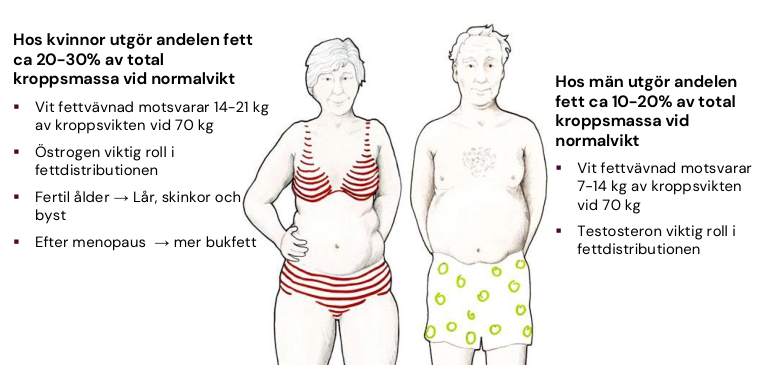 Hos kvinnor utgör andelen fett
ca 20-30% av total
kroppsmassa vid normalvikt
▪ Vit fettvävnad motsvarar 14-21 kg
av kroppsvikten vid 70 kg
▪ Östrogen viktig roll i
fettdistributionen
▪ Fertil ålder → Lår, skinkor och
byst
▪ Efter menopaus → mer bukfett
Hos män utgör andelen
fett ca 10-20% av total
kroppsmassa vid
normalvikt
▪ Vit fettvävnad motsvarar
7-14 kg av kroppsvikten
vid 70 kg
▪ Testosteron viktig roll i
fettdistributionen